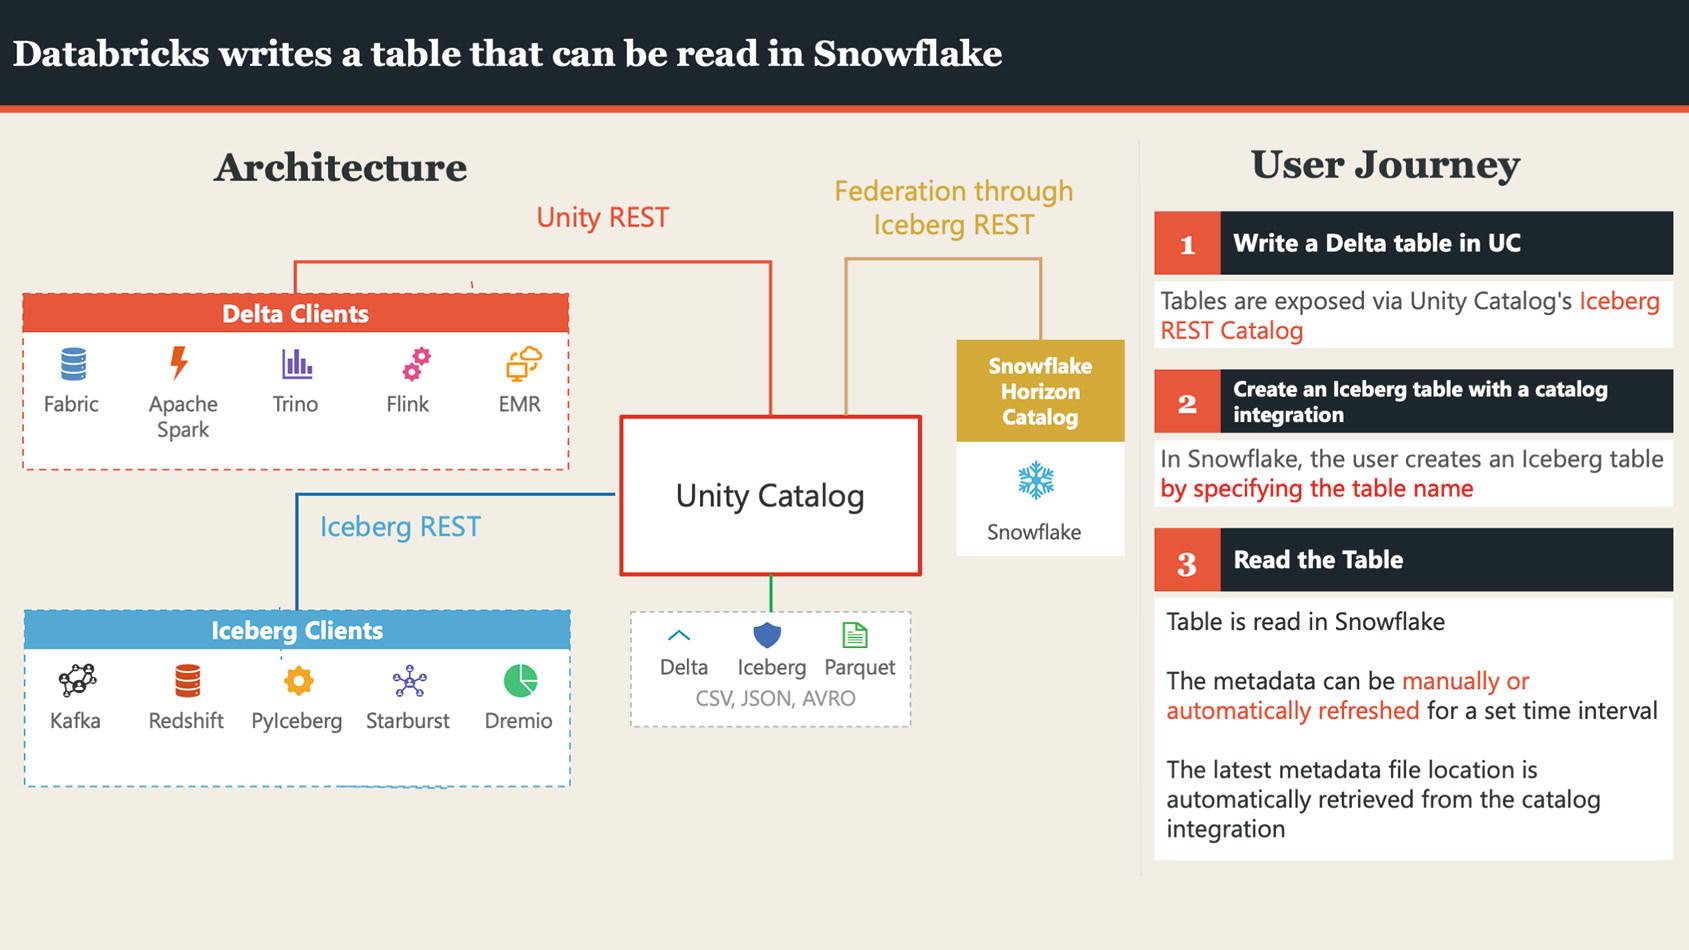 Databricks writes a table that can be read in Snowflake
Architecture
Unity REST
Federation through
Iceberg REST
Delta Clients
Fabric
Apache
Spark
Trino
Flink
EMR
Snowflake
Horizon
Catalog
Snowflake
Unity Catalog
Iceberg REST
Iceberg Clients
Kafka
Redshift
PyIceberg
Starburst
Dremio
Delta
Iceberg
Parquet
CSV, JSON, AVRO
User Journey
1
Write a Delta table in UC
Tables are exposed via Unity Catalog's Iceberg
REST Catalog
2
Create an Iceberg table with a catalog
integration
In Snowflake, the user creates an Iceberg table
by specifying the table name
3
Read the Table
Table is read in Snowflake
The metadata can be manually or
automatically refreshed for a set time interval
The latest metadata file location is
automatically retrieved from the catalog
integration